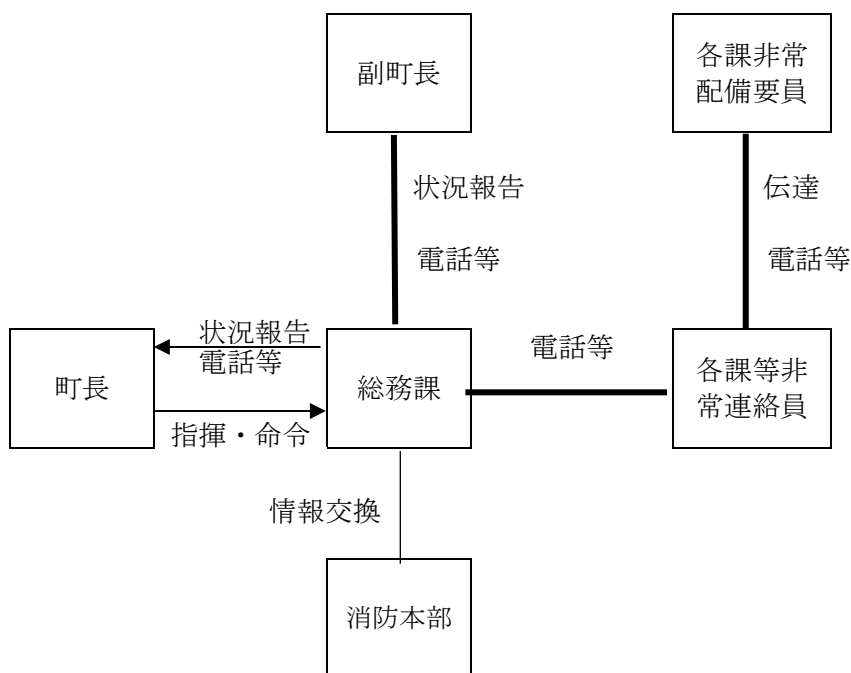 副町長
各課非常
配備要員
状況報告
電話等
伝達
電話等
状況報告
電話等
指揮・命令
町長
総務課
電話等
各課等非
常連絡員
情報交換
消防本部